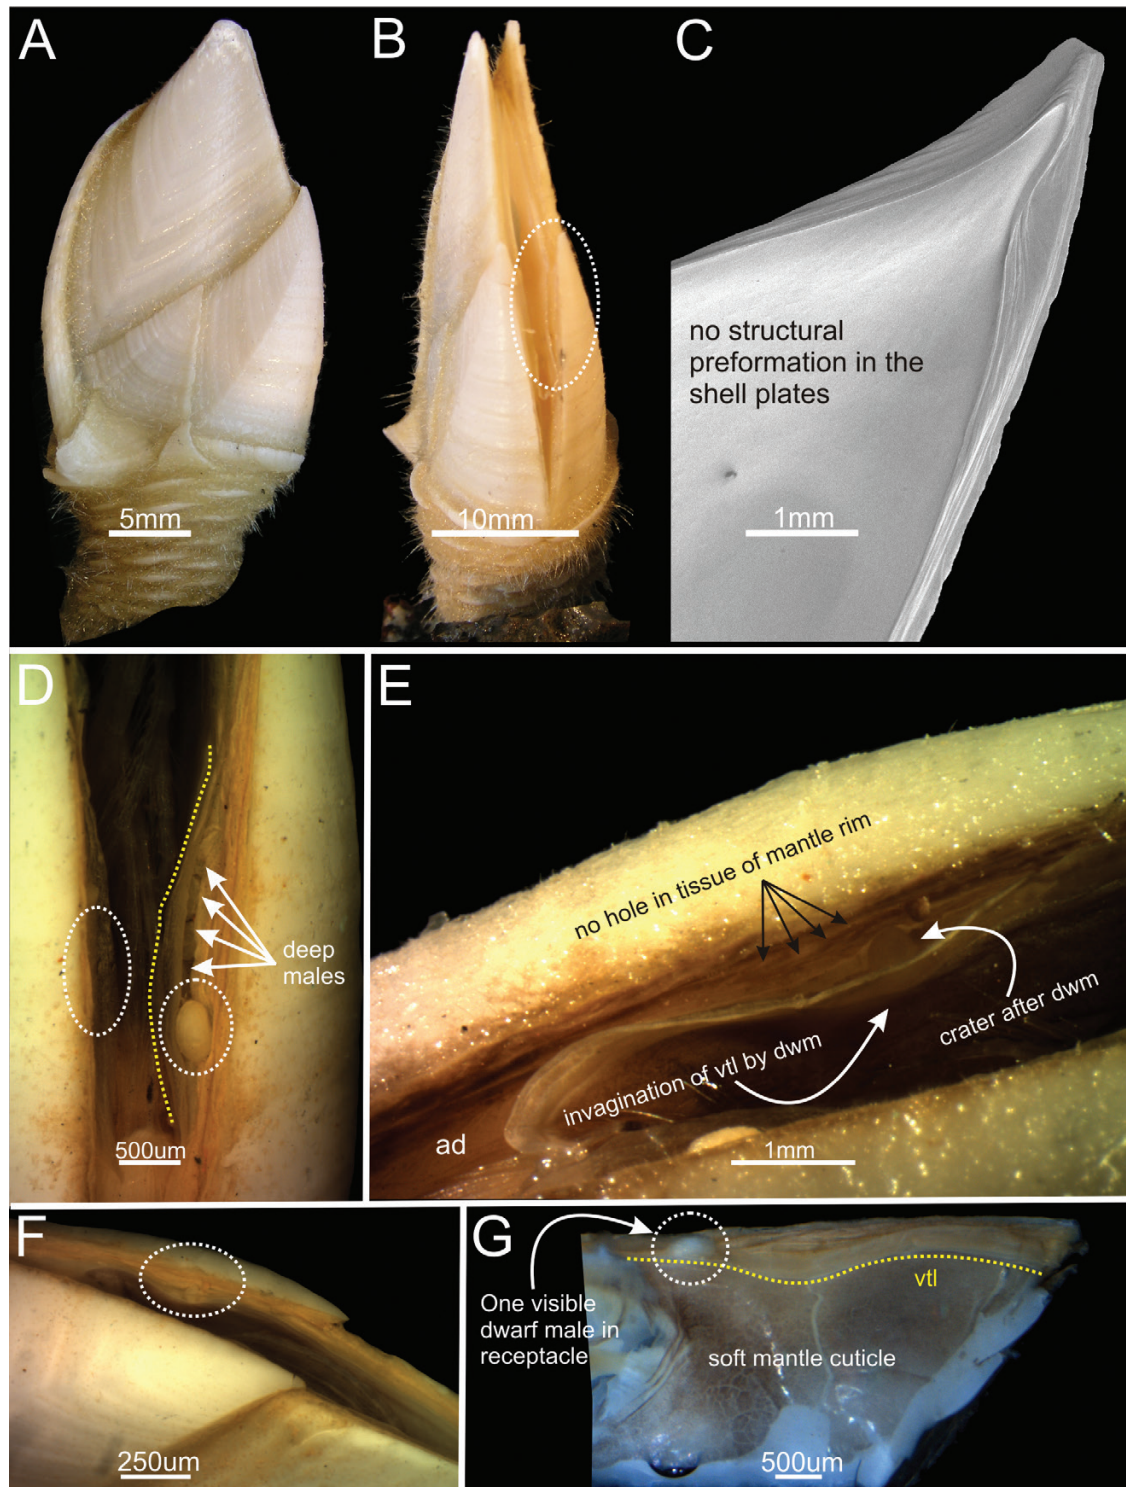 A
B
C
no structural
preformation in the
shell plates
5mm
10mm
1mm
D
E
no hole in tissue of mantle rim
deep
males
crater after dwm
invagination of vtl by dwm
ad
500um
1mm
F
G
vtl
One visible
dwarf male in
receptacle
soft mantle cuticle
250um
500um